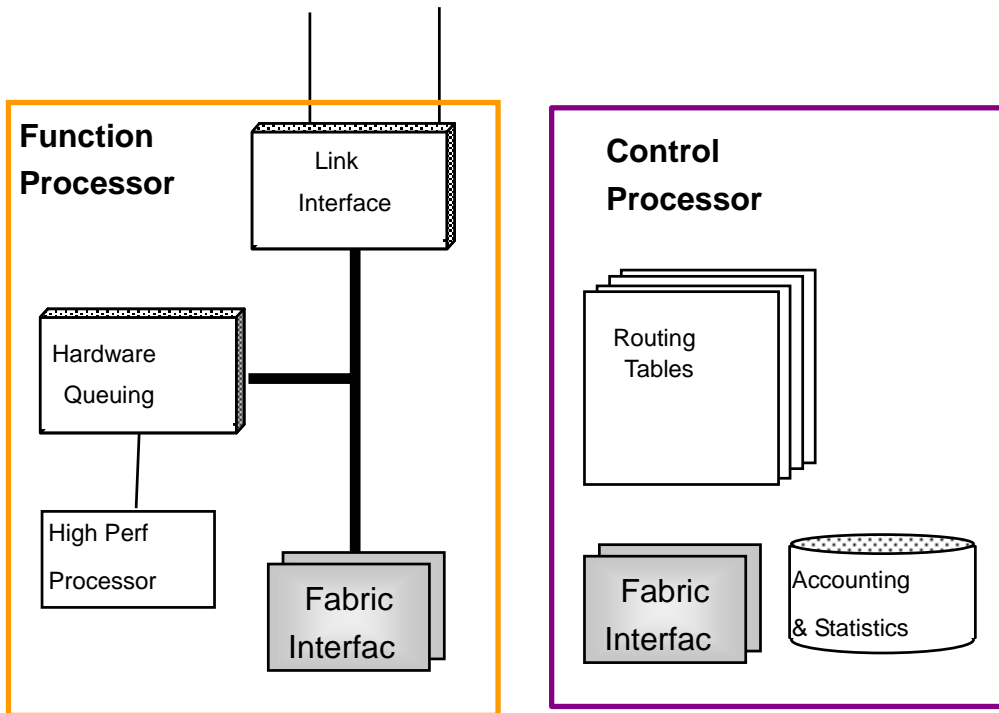 Function
Processor
Link
Interface
Hardware
Queuing
High Perf
Processor
Fabric
Interfac
Control
Processor
Routing
Tables
Fabric
Interfac
Accounting
& Statistics